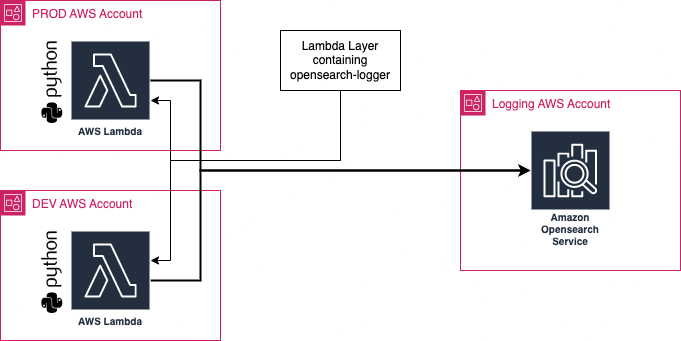 PROD AWS Account
python
AWS Lambda
Lambda Layer
containing
opensearch-logger
Logging AWS Account
Amazon
Opensearch
Service
DEV AWS Account
python
AWS Lambda